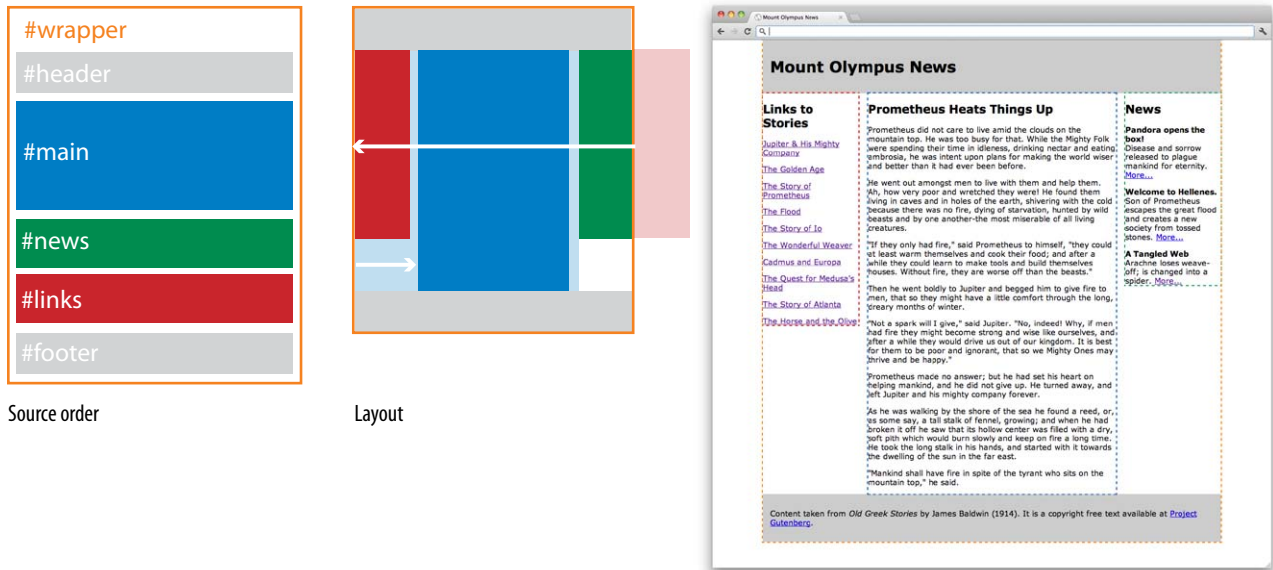 #wrapper
#header
#main
#news
#links
#footer
Source order
Layout
Mount Olympus News
Mount Olympus News
Links to
Stories
Jupiter & His Mighty
Company
The Golden Age
The Story of
Prometheus
The Flood
The Story of Io
The Wonderful Weaver
Cadmus and Europa
The Quest for Medusa's
Head
The Story of Atlanta
The Horse and the Olive
Prometheus Heats Things Up
Prometheus did not care to live amid the clouds on the
mountain top. He was too busy for that. While the Mighty Folk
were spending their time in idleness, drinking nectar and eating
ambrosia, he was intent upon plans for making the world wiser
and better than it had ever been before.
He went out amongst men to live with them and help them.
Ah, how very poor and wretched they were! He found them
living in caves and in holes of the earth, shivering with the cold
because there was no fire, dying of starvation, hunted by wild
beasts and by one another-the most miserable of all living
creatures.
"If they only had fire," said Prometheus to himself, "they could
at least warm themselves and cook their food; and after a
while they could learn to make tools and build themselves
houses. Without fire, they are worse off than the beasts."
Then he went boldly to Jupiter and begged him to give fire to
men, that so they might have a little comfort through the long,
dreary months of winter.
"Not a spark will I give," said Jupiter. "No, indeed! Why, if men
had fire they might become strong and wise like ourselves, and
after a while they would drive us out of our kingdom. It is best
for them to be poor and ignorant, that so we Mighty Ones may
thrive and be happy."
Prometheus made no answer; but he had set his heart on
helping mankind, and he did not give up. He turned away, and
left Jupiter and his mighty company forever.
As he was walking by the shore of the sea he found a reed, or,
as some say, a tall stalk of fennel, growing; and when he had
broken it off he saw that its hollow center was filled with a dry,
soft pith which would burn slowly and keep on fire a long time.
He took the long stalk in his hands, and started with it towards
the dwelling of the sun in the far east.
"Mankind shall have fire in spite of the tyrant who sits on the
mountain top," he said.
News
Pandora opens the
box!
Disease and sorrow
released to plague
mankind for eternity.
More...
Welcome to Hellenes.
Son of Prometheus
escapes the great flood
and creates a new
society from tossed
stones. More...
A Tangled Web
Arachne loses weave-
off; is changed into a
spider. More...
Content taken from Old Greek Stories by James Baldwin (1914). It is a copyright free text available at Project
Gutenberg.